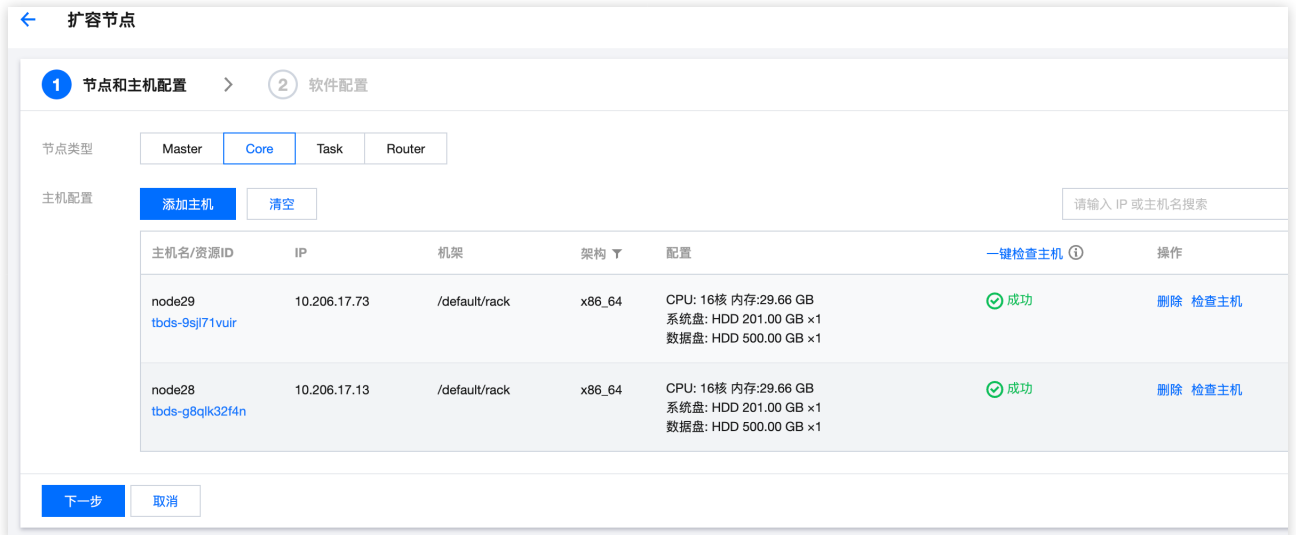 扩容节点
1 节点和主机配置 2 软件配置
节点类型 Master Core Task Router
主机配置 添加主机 清空 请输入 IP 或主机名搜索
主机名/资源ID IP 机架 架构 配置 一键检查主机 操作
node29 10.206.17.73 /default/rack x86_64 CPU: 16核 内存:29.66 GB 成功 删除 检查主机
tbds-9sjl71vuir 系统盘: HDD 201.00 GB ×1
数据盘: HDD 500.00 GB ×1
node28 10.206.17.13 /default/rack x86_64 CPU: 16核 内存:29.66 GB 成功 删除 检查主机
tbds-g8qlk32f4n 系统盘: HDD 201.00 GB ×1
数据盘: HDD 500.00 GB ×1
下一步 取消